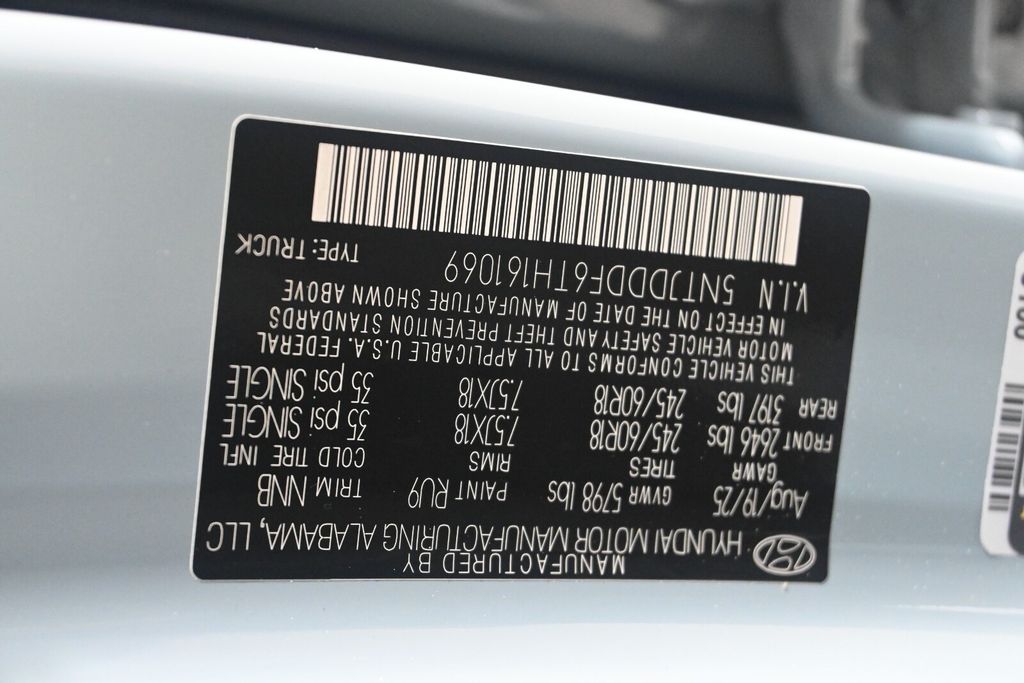 MANUFACTURED BY
HYUNDAI MOTOR MANUFACTURING ALABAMA, LLC
Aug/19/25 GVWR 5798 lbs PAINT RU9 TRIM NNB
GAWR TIRES RIMS COLD TIRE INFL
FRONT 2646 lbs 245/60R18 7.5JX18 35 psi SINGLE
REAR 3197 lbs 245/60R18 7.5JX18 35 psi SINGLE
THIS VEHICLE CONFORMS TO ALL APPLICABLE U.S.A. FEDERAL
MOTOR VEHICLE SAFETY AND THEFT PREVENTION STANDARDS
IN EFFECT ON THE DATE OF MANUFACTURE SHOWN ABOVE
V.I.N 5NTJDDDF6TH161069 TYPE: TRUCK